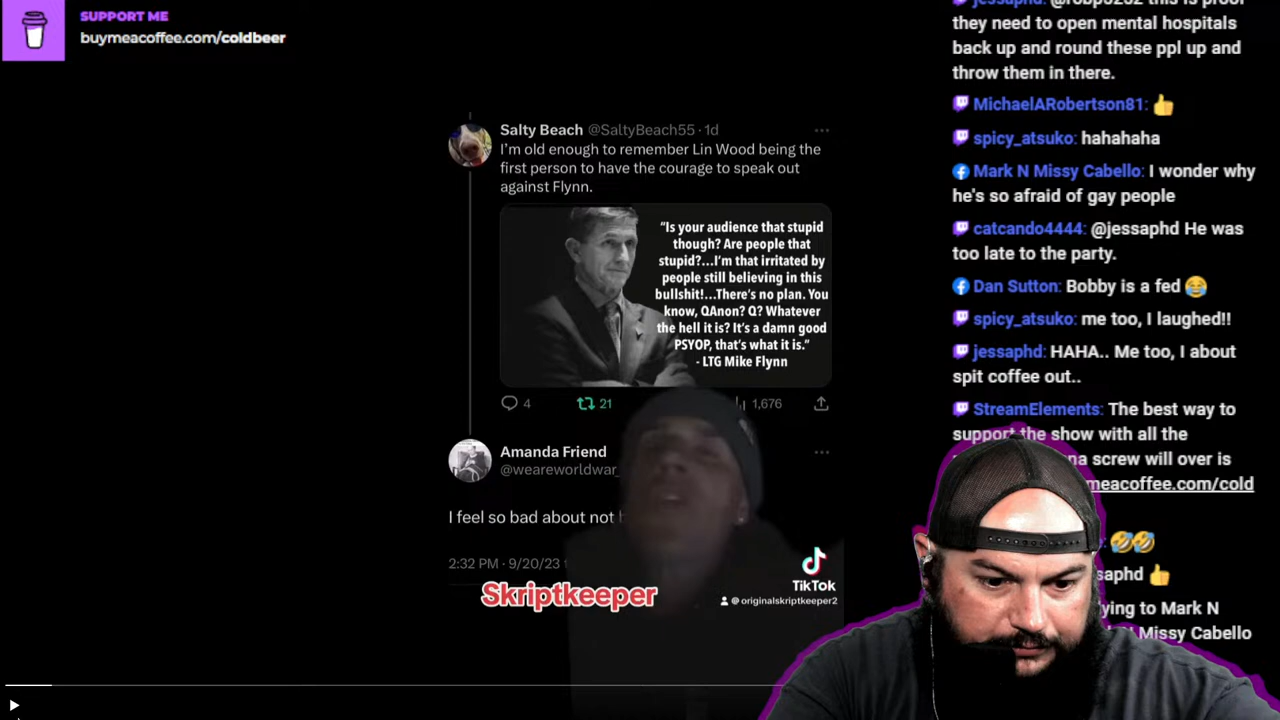 SUPPORT ME
buymeacoffee.com/coldbeer
Salty Beach @SaltyBeach55 · 1d
I'm old enough to remember Lin Wood being the
first person to have the courage to speak out
against Flynn.
"Is your audience that stupid
though? Are people that
stupid?...I'm that irritated by
people still believing in this
bullshit!...There's no plan. You
know, QAnon? Q? Whatever
the hell it is? It's a damn good
PSYOP, that's what it is."
- LTG Mike Flynn
4
21
1,676
Amanda Friend
@weareworldwar_
I feel so bad about not
2:32 PM · 9/20/23
Skriptkeeper
TikTok
@originalskriptkeeper2
this is proof
they need to open mental hospitals
back up and round these ppl up and
throw them in there.
MichaelARobertson81: 👍
spicy_atsuko: hahahaha
Mark N Missy Cabello: I wonder why
he's so afraid of gay people
catcando4444: @jessaphd He was
too late to the party.
Dan Sutton: Bobby is a fed 😂
spicy_atsuko: me too, I laughed!!
jessaphd: HAHA.. Me too, I about
spit coffee out..
StreamElements: The best way to
support the show with all the
na screw will over is
meacoffee.com/cold
: 🤣🤣
saphd 👍
ying to Mark N
N Missy Cabello